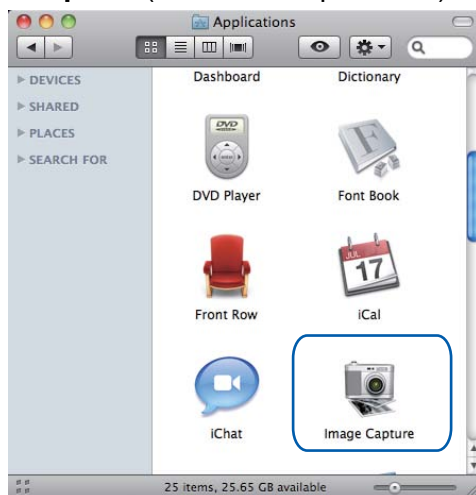 Applications
DEVICES
SHARED
PLACES
SEARCH FOR
Dashboard Dictionary
DVD
DVD Player Font Book
JUL
17
Front Row iCal
iChat Image Capture
25 items, 25.65 GB available